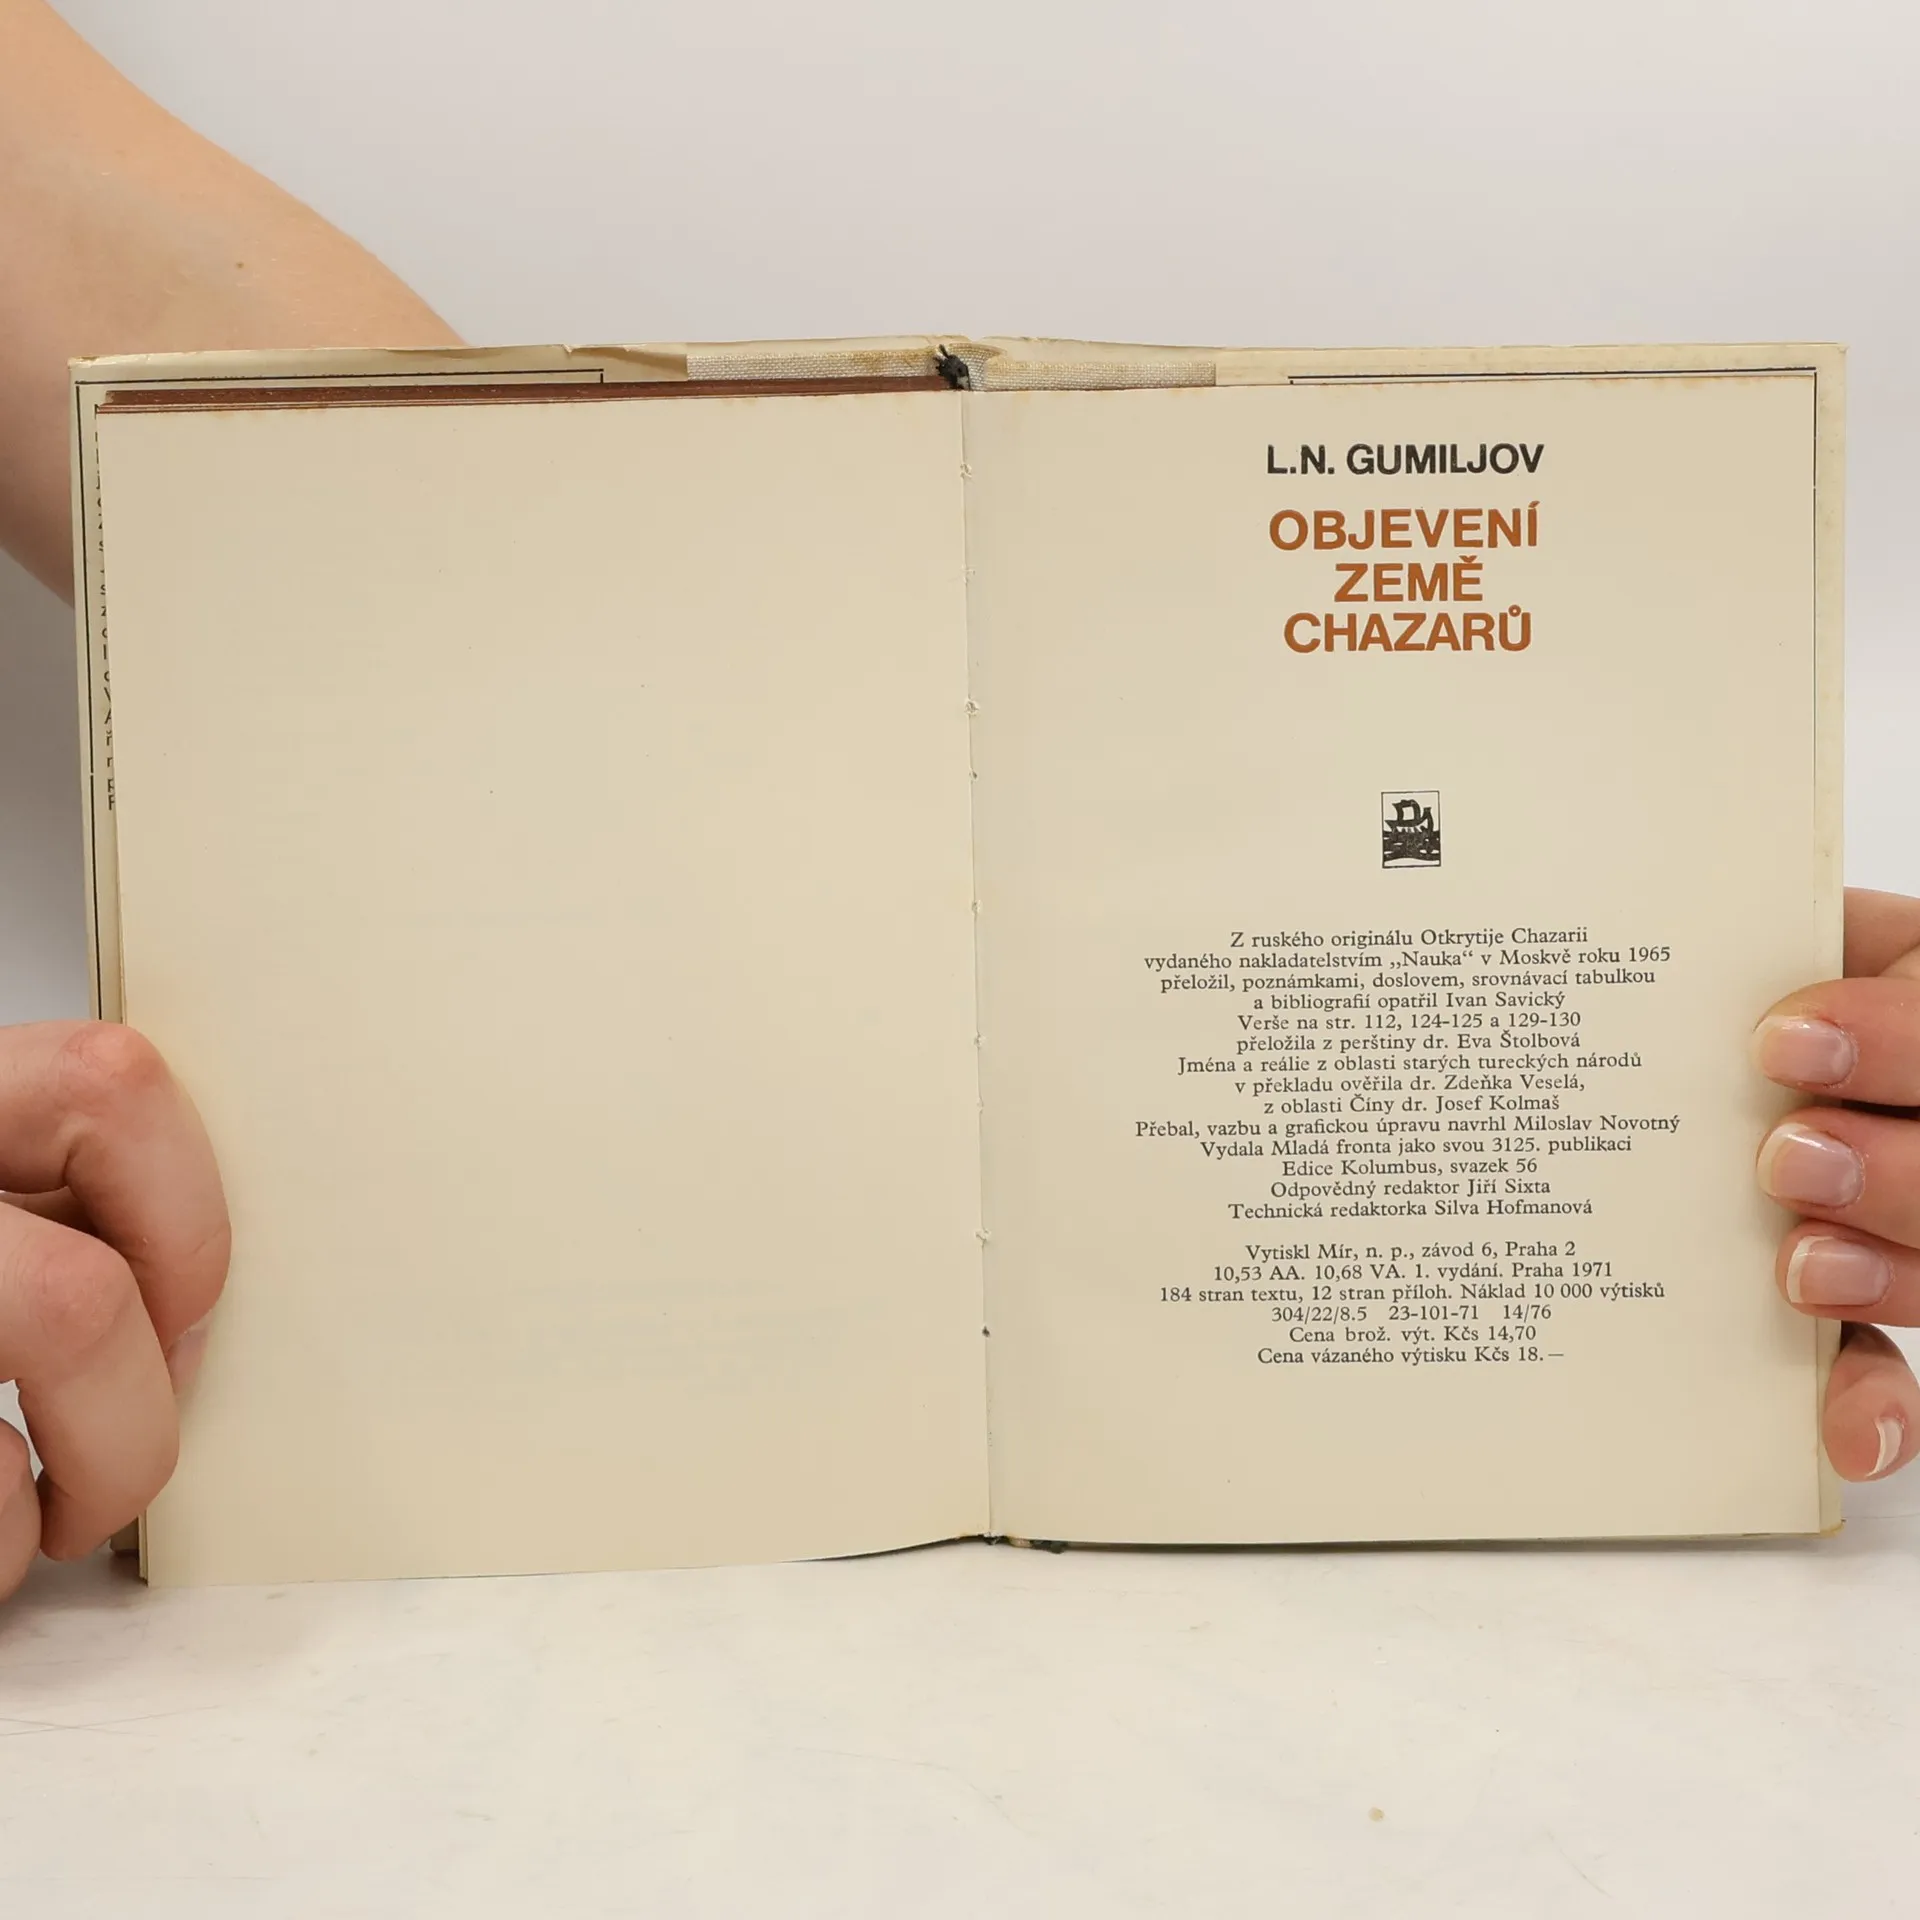 L.N. GUMILJOV
OBJEVENÍ
ZEMĚ
CHAZARŮ
Z ruského originálu Otkrytije Chazarii
vydaného nakladatelstvím „Nauka“ v Moskvě roku 1965
přeložil, poznámkami, doslovem, srovnávací tabulkou
a bibliografií opatřil Ivan Savický
Verše na str. 112, 124-125 a 129-130
přeložila z perštiny dr. Eva Štolbová
Jména a reálie z oblasti starých tureckých národů
v překladu ověřila dr. Zdeňka Veselá,
z oblasti Číny dr. Josef Kolmaš
Přebal, vazbu a grafickou úpravu navrhl Miloslav Novotný
Vydala Mladá fronta jako svou 3125. publikaci
Edice Kolumbus, svazek 56
Odpovědný redaktor Jiří Sixta
Technická redaktorka Silva Hofmanová
Vytiskl Mír, n. p., závod 6, Praha 2
10,53 AA. 10,68 VA. 1. vydání. Praha 1971
184 stran textu, 12 stran příloh. Náklad 10 000 výtisků
304/22/8.5 23-101-71 14/76
Cena brož. výt. Kčs 14,70
Cena vázaného výtisku Kčs 18.—